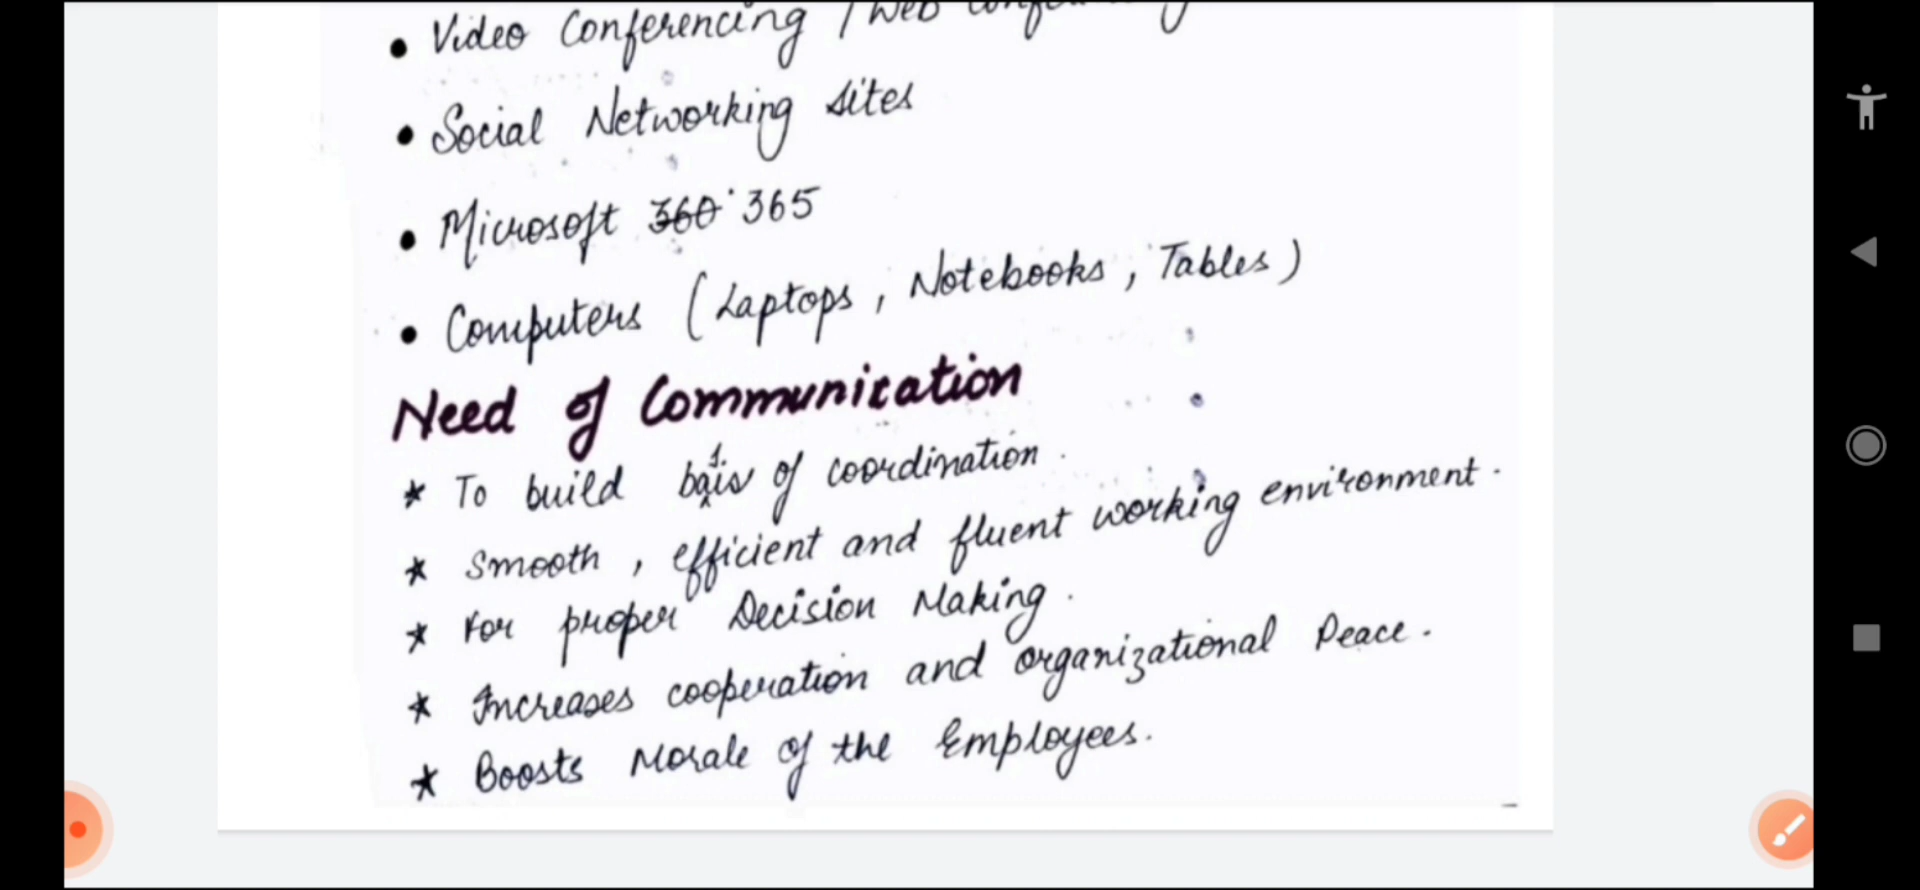 • Video Conferencing / Web Conferencing
• Social Networking sites
• Microsoft 360 365
• Computers (Laptops, Notebooks, Tables)
Need of Communication
* To build basis of coordination.
* Smooth, efficient and fluent working environment.
* For proper Decision Making.
* Increases cooperation and organizational Peace.
* Boosts Morale of the Employees.